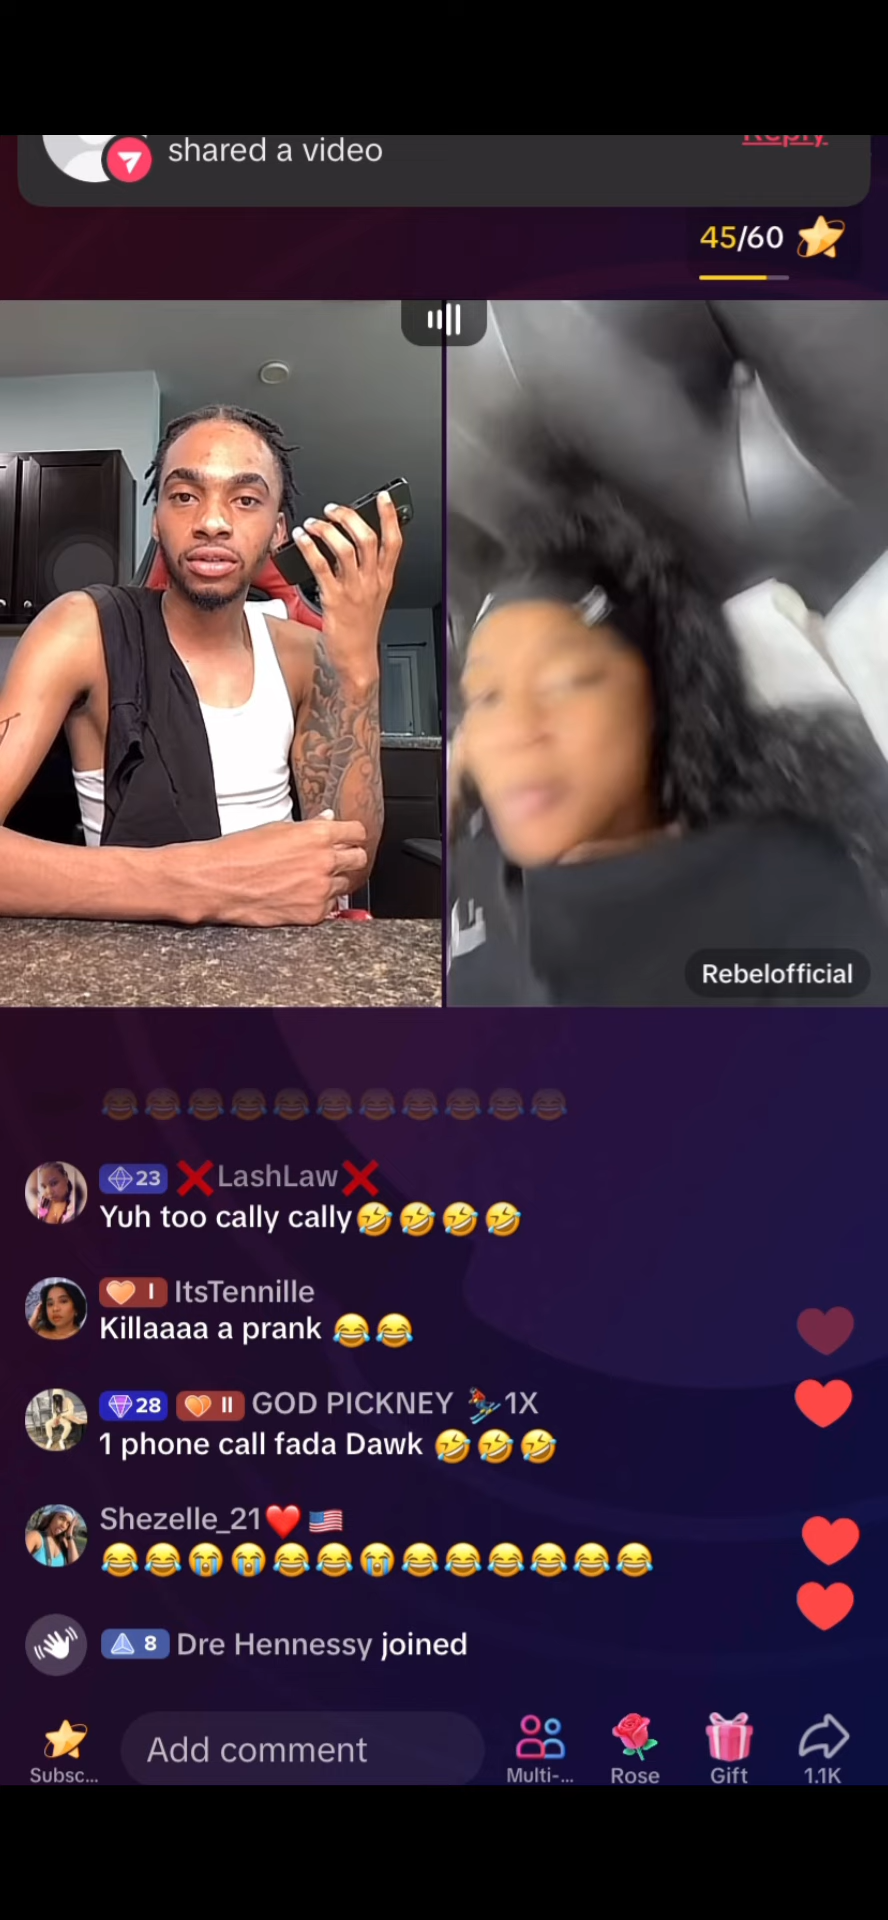 shared a video
Reply
45/60
Rebelofficial
😂😂😂😂😂😂😂😂😂😂😂
23 ❌LashLaw❌
Yuh too cally cally🤣🤣🤣🤣
I ItsTennille
Killaaaa a prank 😂😂
28 II GOD PICKNEY ⛷1X
1 phone call fada Dawk 🤣🤣🤣
Shezelle_21❤️🇺🇸
😂😂😭😭😂😂😭😂😂😂😂😂😂
8 Dre Hennessy joined
Subsc...
Add comment
Multi-...
Rose
Gift
1.1K